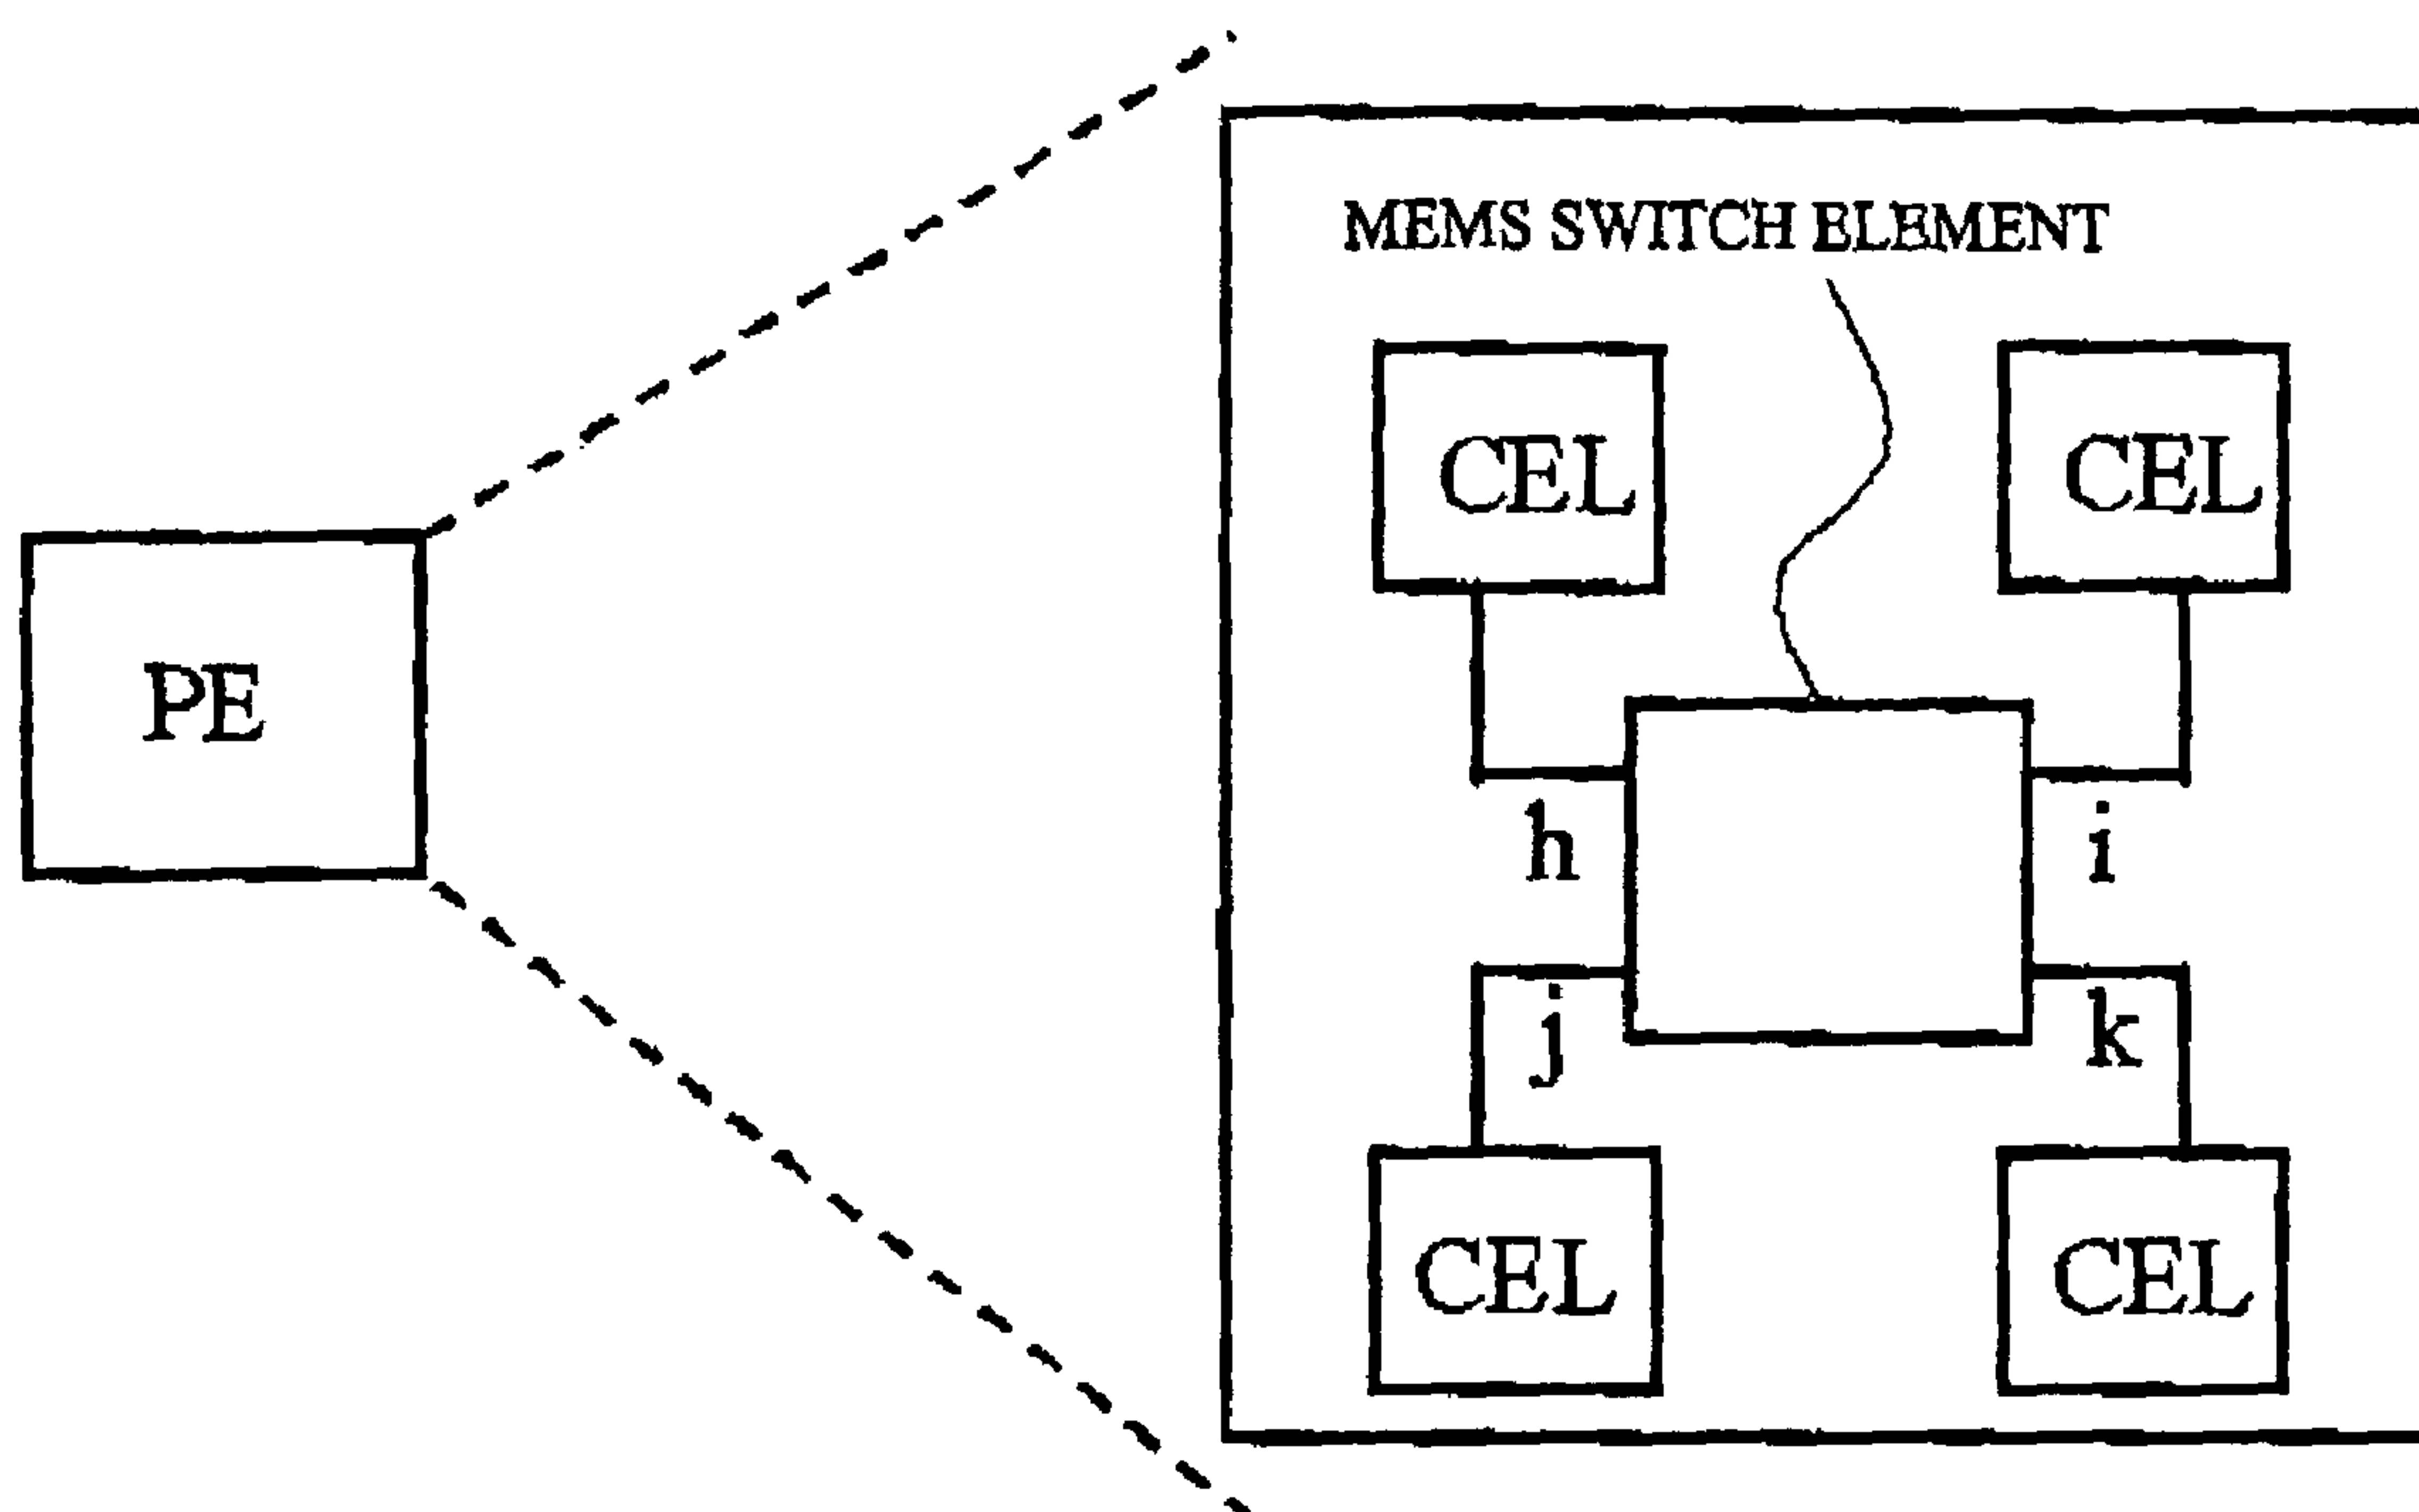 MEMS SWITCH ELEMENT
CEL CEL
PE
h i
j k
CEL CEL